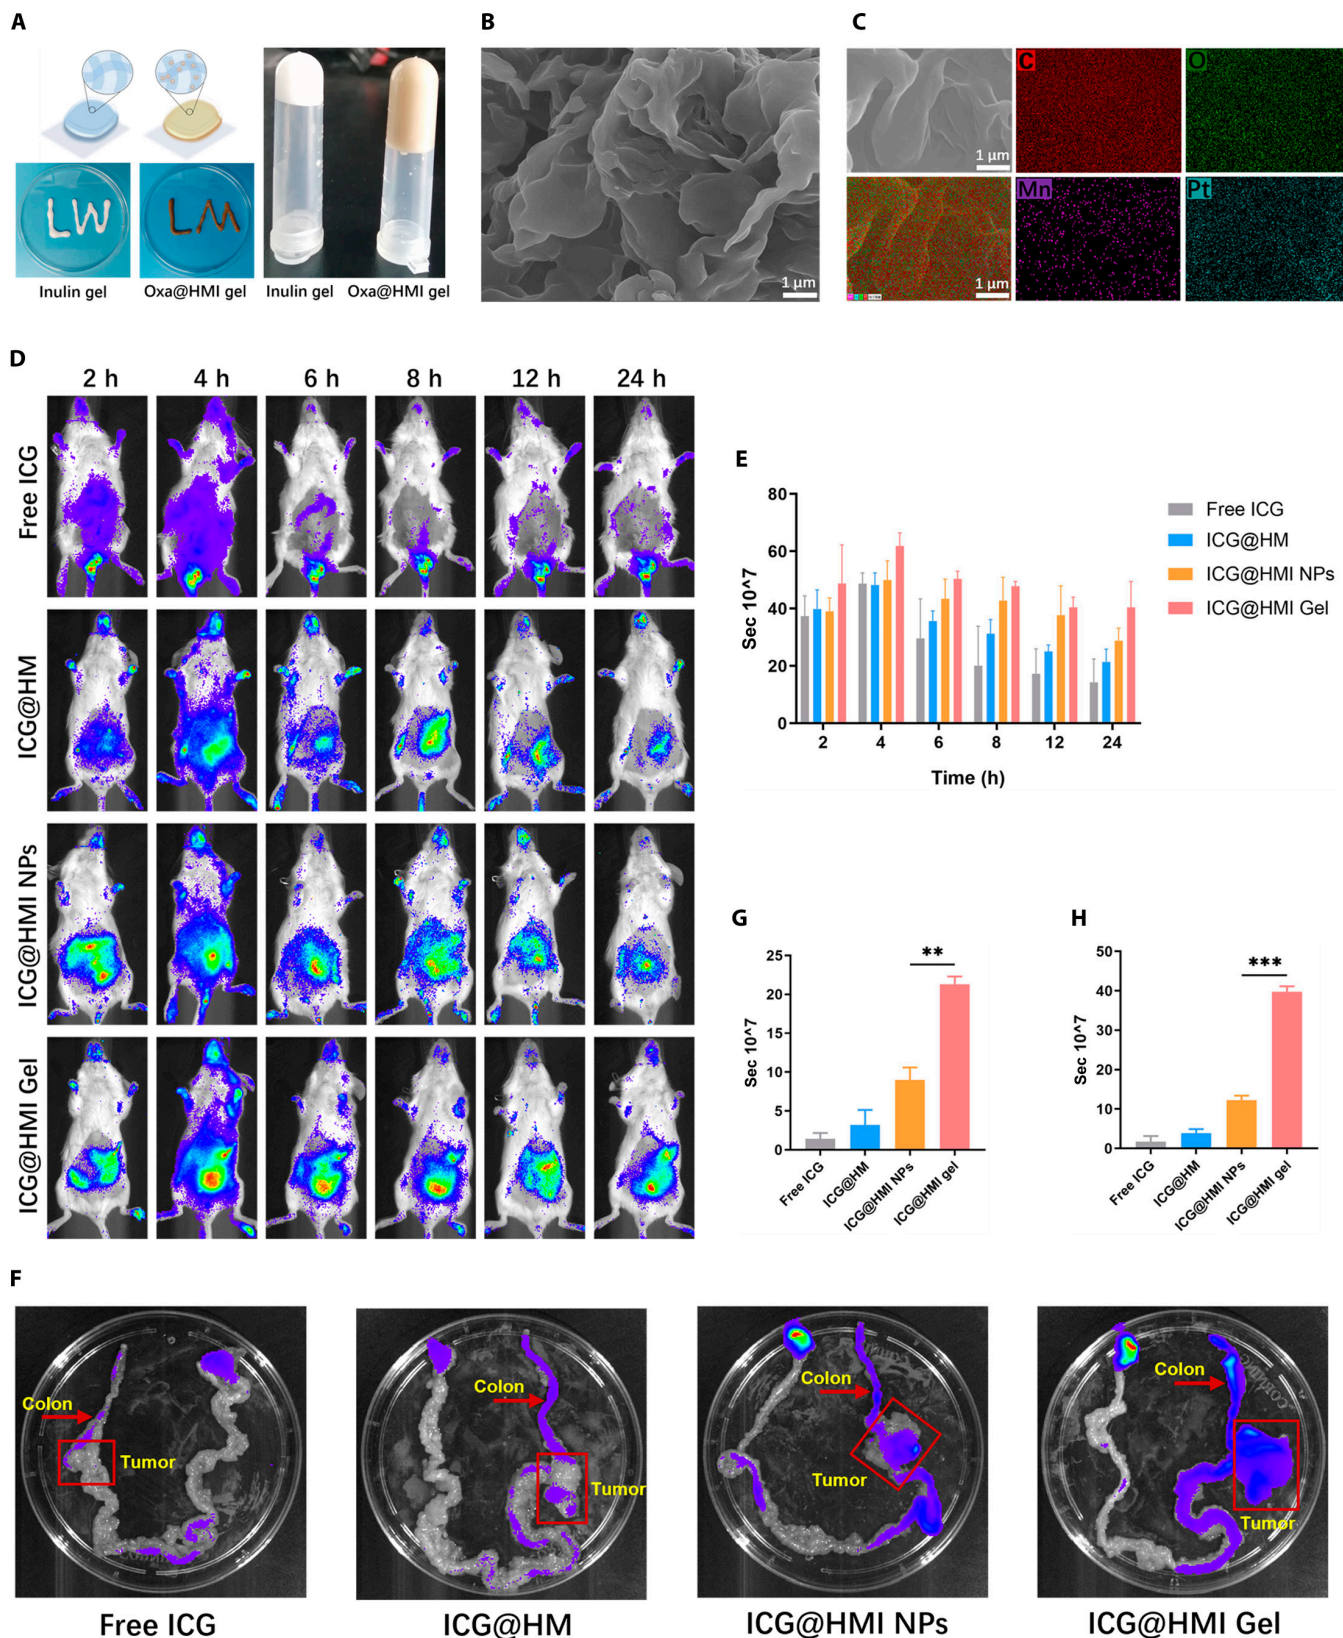 A
B
C
LW
LM
Inulin gel
Oxa@HMI gel
Inulin gel
Oxa@HMI gel
1 µm
C
O
1 µm
Mn
Pt
1 µm
D
2 h
4 h
6 h
8 h
12 h
24 h
Free ICG
ICG@HM
ICG@HMI NPs
ICG@HMI Gel
E
80
60
40
20
0
Sec 10^7
2
4
6
8
12
24
Time (h)
Free ICG
ICG@HM
ICG@HMI NPs
ICG@HMI Gel
G
25
20
15
10
5
0
Sec 10^7
**
Free ICG
ICG@HM
ICG@HMI NPs
ICG@HMI gel
H
50
40
30
20
10
0
Sec 10^7
***
Free ICG
ICG@HM
ICG@HMI NPs
ICG@HMI gel
F
Colon
Tumor
Free ICG
Colon
Tumor
ICG@HM
Colon
Tumor
ICG@HMI NPs
Colon
Tumor
ICG@HMI Gel